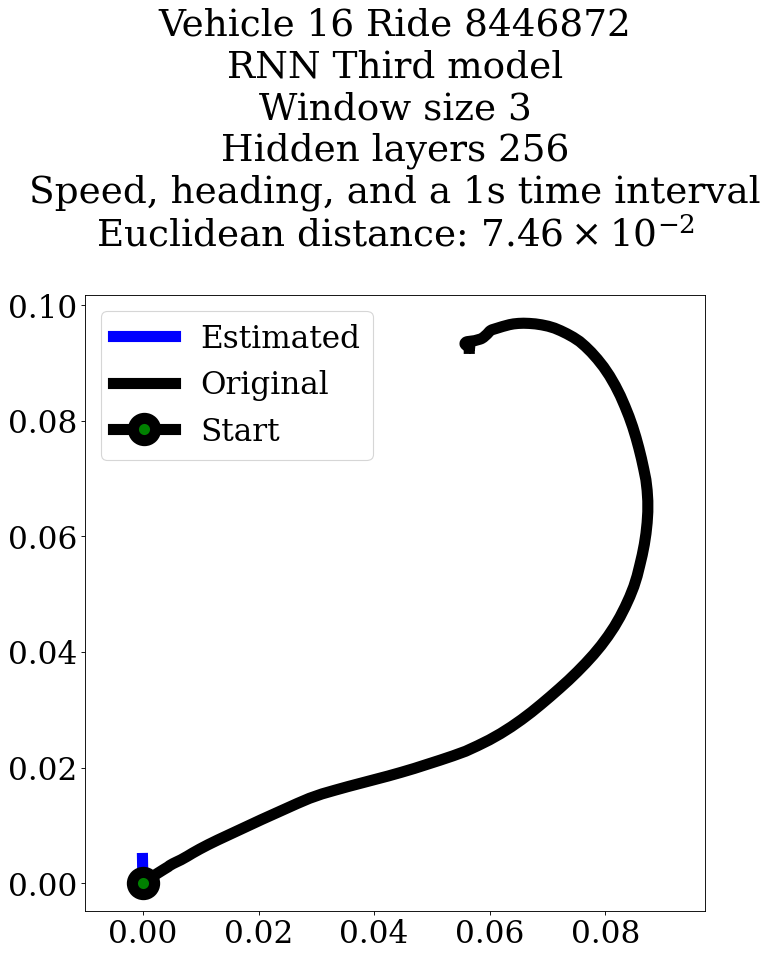 Vehicle 16 Ride 8446872
RNN Third model
Window size 3
Hidden layers 256
Speed, heading, and a 1s time interval
Euclidean distance: 7.46 × 10⁻²
0.10
Estimated
Original
Start
0.08
0.06
0.04
0.02
0.00
0.00 0.02 0.04 0.06 0.08